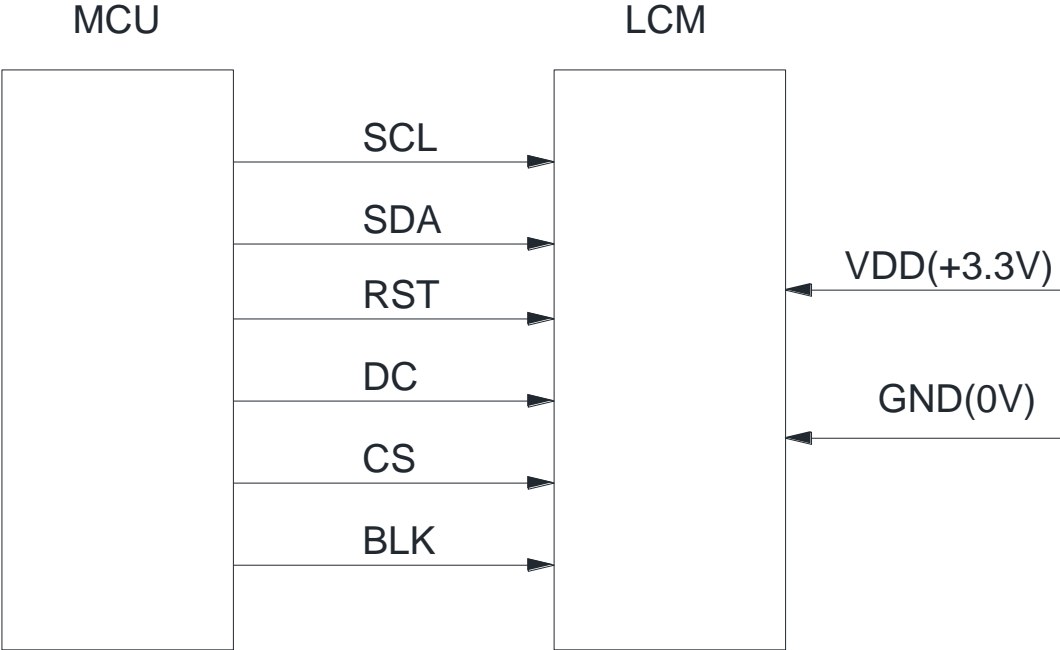 MCU
LCM
SCL
SDA
RST
DC
CS
BLK
VDD(+3.3V)
GND(0V)